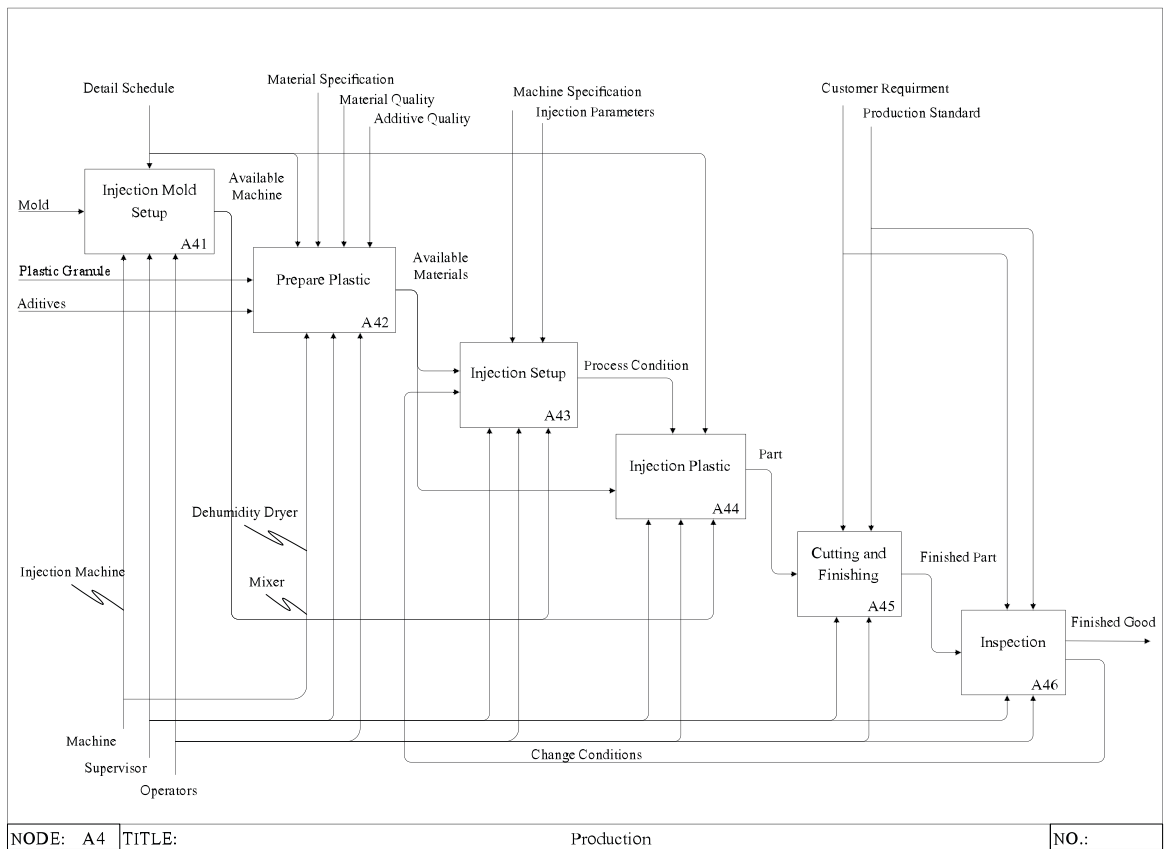 Detail Schedule
Material Specification
Material Quality
Additive Quality
Machine Specification
Injection Parameters
Customer Requirment
Production Standard
Mold
Injection Mold
Setup
A41
Available
Machine
Plastic Granule
Aditives
Prepare Plastic
A42
Available
Materials
Injection Setup
A43
Process Condition
Injection Plastic
A44
Part
Dehumidity Dryer
Injection Machine
Mixer
Cutting and
Finishing
A45
Finished Part
Inspection
A46
Finished Good
Machine
Supervisor
Operators
Change Conditions
NODE: A4
TITLE:
Production
NO.: